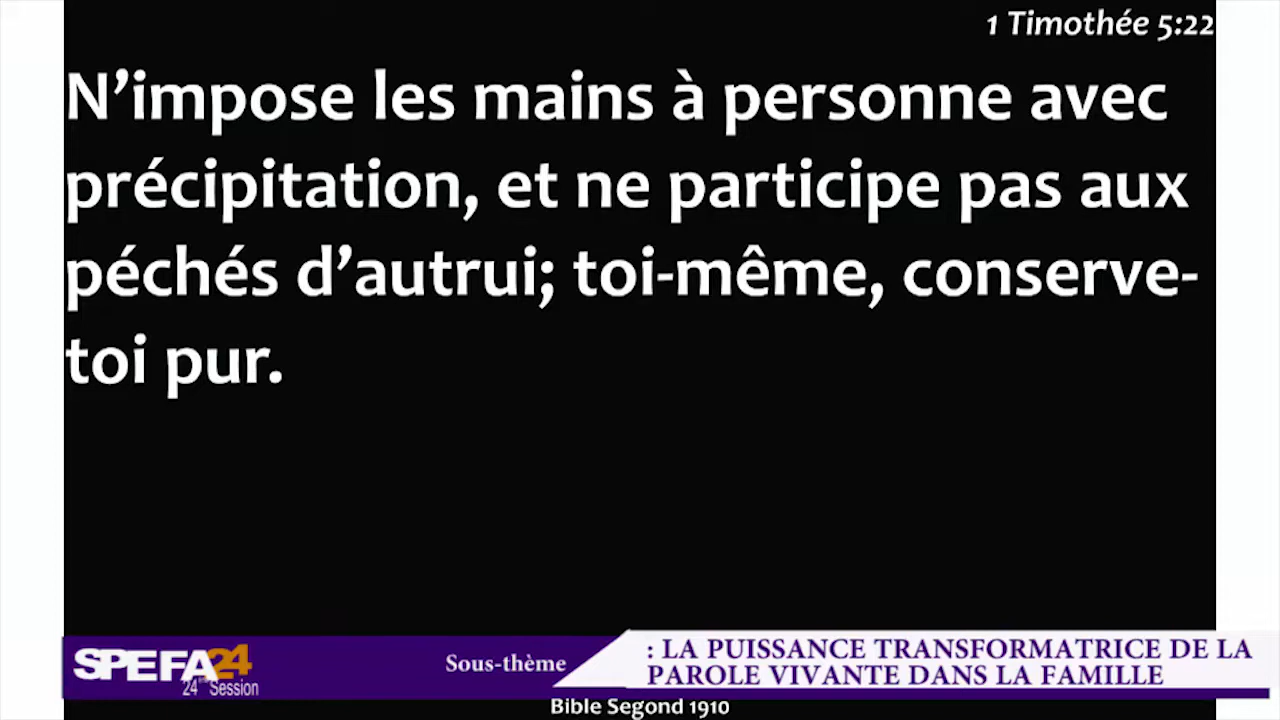 1 Timothée 5:22
N’impose les mains à personne avec
précipitation, et ne participe pas aux
péchés d’autrui; toi-même, conserve-
toi pur.
SPEFA24
24ème Session
Sous-thème
: LA PUISSANCE TRANSFORMATRICE DE LA
PAROLE VIVANTE DANS LA FAMILLE
Bible Segond 1910